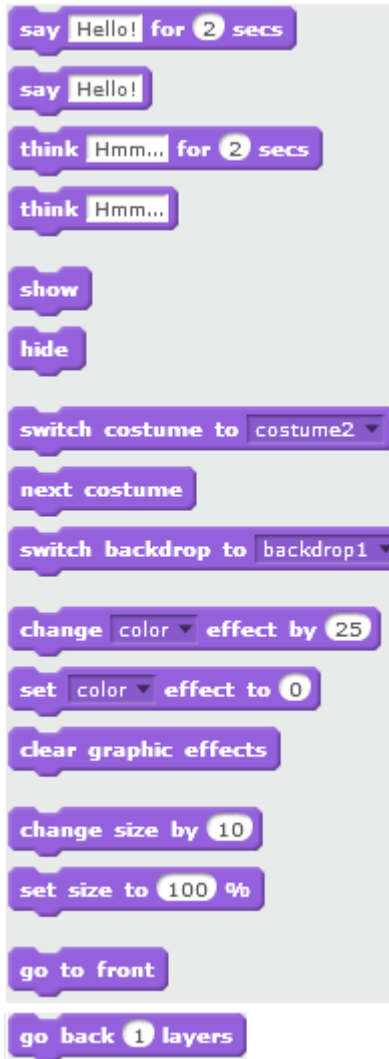 say Hello! for 2 secs
say Hello!
think Hmm... for 2 secs
think Hmm...
show
hide
switch costume to costume2
next costume
switch backdrop to backdrop1
change color effect by 25
set color effect to 0
clear graphic effects
change size by 10
set size to 100 %
go to front
go back 1 layers